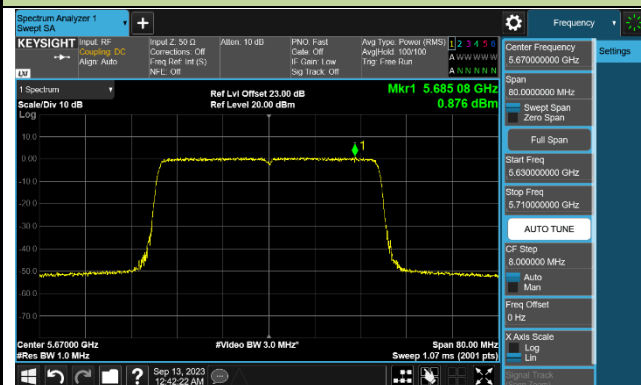 Spectrum Analyzer 1
Swept SA
Frequency
KEYSIGHT
Input: RF
Coupling: DC
Align: Auto
Input Z: 50 Ω
Corrections: Off
Freq Ref: Int (S)
NFE: Off
Atten: 10 dB
PNO: Fast
Gate: Off
IF Gain: Low
Sig Track: Off
Avg Type: Power (RMS)
Avg|Hold: 100/100
Trig: Free Run
1 2 3 4 5 6
A W W W W W
A N N N N N
LXI
1 Spectrum
Scale/Div 10 dB
Log
Ref Lvl Offset 23.00 dB
Ref Level 20.00 dBm
Mkr1 5.685 08 GHz
0.876 dBm
10.0
0.00
-10.0
-20.0
-30.0
-40.0
-50.0
-60.0
-70.0
1
Center 5.67000 GHz
#Res BW 1.0 MHz
#Video BW 3.0 MHz*
Span 80.00 MHz
Sweep 1.07 ms (2001 pts)
Center Frequency
5.670000000 GHz
Settings
Span
80.0000000 MHz
Swept Span
Zero Span
Full Span
Start Freq
5.630000000 GHz
Stop Freq
5.710000000 GHz
AUTO TUNE
CF Step
8.000000 MHz
Auto
Man
Freq Offset
0 Hz
X Axis Scale
Log
Lin
Signal Track
(Span Zoom)
?
Sep 13, 2023
12:42:22 AM